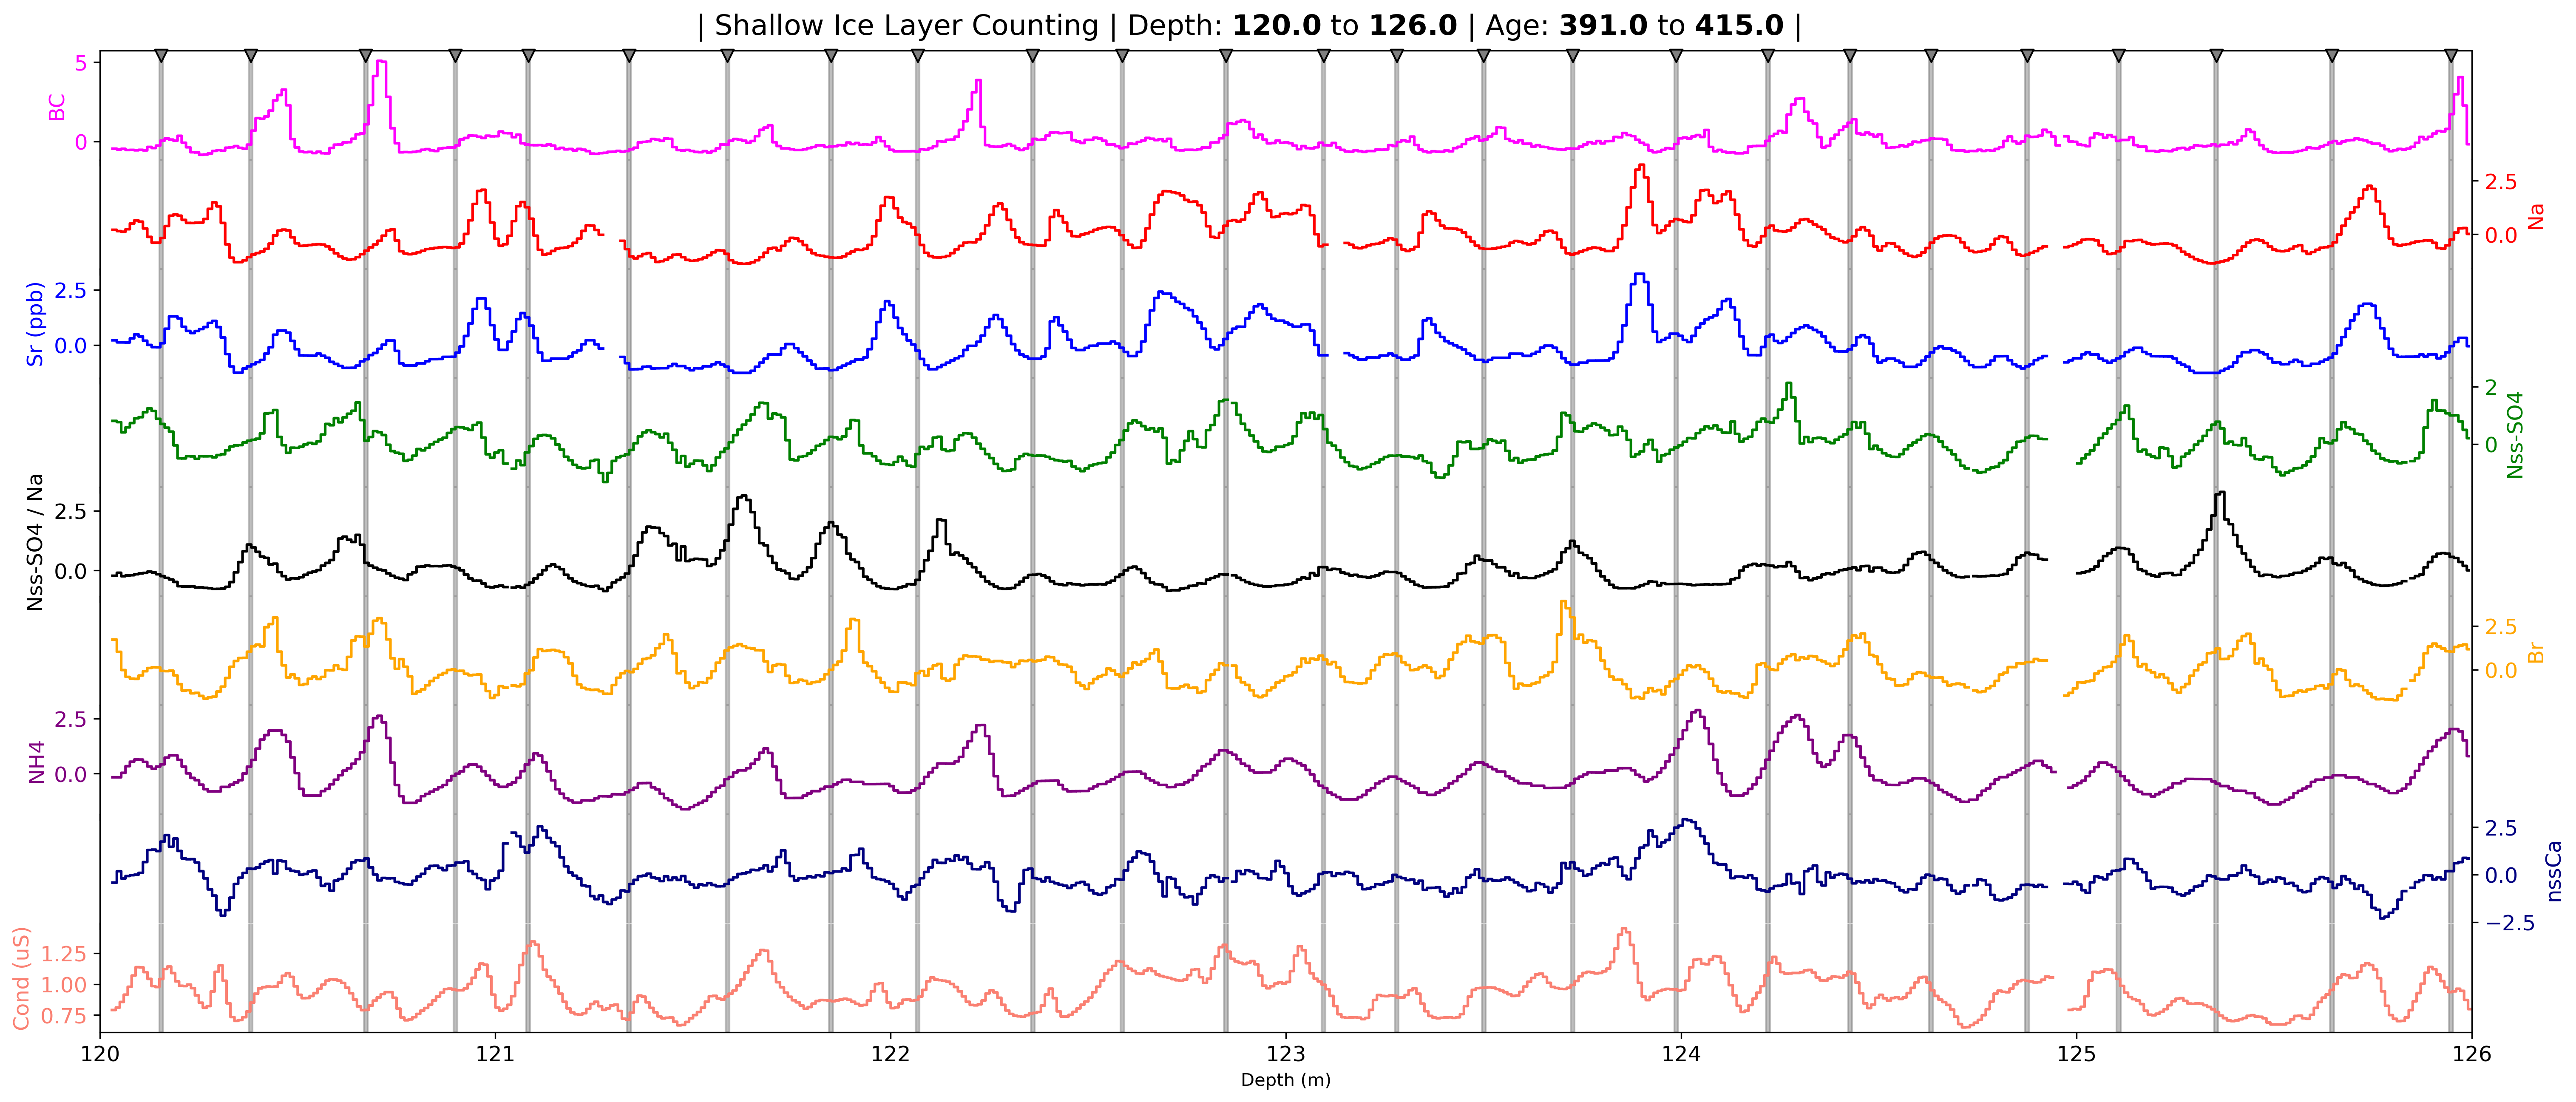 | Shallow Ice Layer Counting | Depth: 120.0 to 126.0 | Age: 391.0 to 415.0 |
5
0
BC
2.5
0.0
Na
2.5
0.0
Sr (ppb)
2
0
Nss-SO4
2.5
0.0
Nss-SO4 / Na
2.5
0.0
Br
2.5
0.0
NH4
2.5
0.0
−2.5
nssCa
1.25
1.00
0.75
Cond (uS)
120 121 122 123 124 125 126
Depth (m)